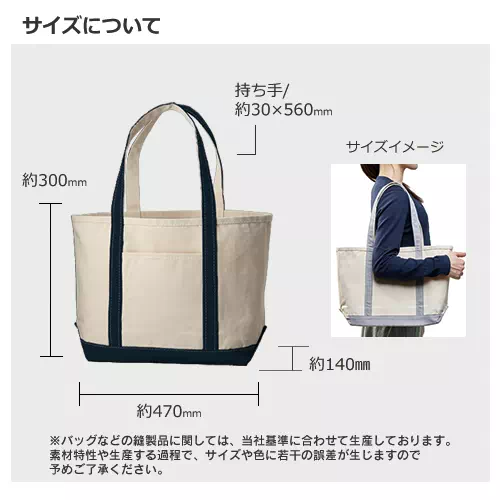 サイズについて
持ち手/
約30×560mm
サイズイメージ
約300mm
約140㎜
約470mm
※バッグなどの縫製品に関しては、当社基準に合わせて生産しております。
素材特性や生産する過程で、サイズや色に若干の誤差が生じますので
予めご了承ください。